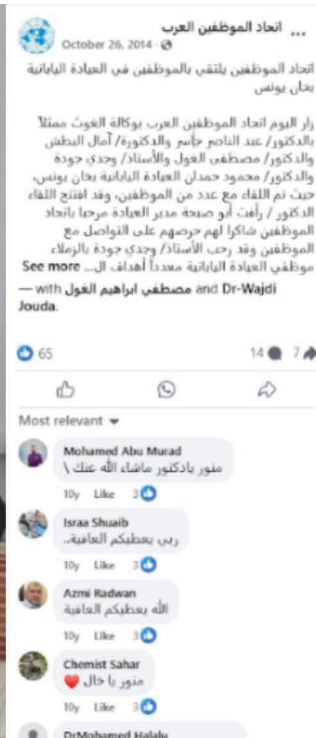 اتحاد الموظفين العرب ...
October 26, 2014 ·
اتحاد الموظفين يلتقي بالموظفين في العيادة اليابانية
بخان يونس
زار اليوم اتحاد الموظفين العرب بوكالة الغوث ممثلاً
بالدكتور/ عبد الناصر جأسر والدكتورة/ آمال البطش
والدكتور/ مصطفى الغول والأستاذ/ وجدي جودة
والدكتور/ محمود حمدان العيادة اليابانية بخان يونس،
حيث تم اللقاء مع عدد من الموظفين، وقد افتتح اللقاء
الدكتور / رأفت أبو صبحة مدير العيادة مرحبا باتحاد
الموظفين شاكرا لهم حرصهم على التواصل مع
الموظفين وقد رحب الأستاذ/ وجدي جودة بالزملاء
موظفي العيادة اليابانية معدداً أهداف ال... See more
— with مصطفى ابراهيم الغول and Dr-Wajdi
Jouda.
65
14 7
Most relevant
Mohamed Abu Murad
منور يادكتور ماشاء الله عنك \
10y Like 3
Israa Shuaib
ربي يعطيكم العافية..
10y Like 3
Azmi Radwan
الله يعطيكم العافية
10y Like 3
Chemist Sahar
منور يا خال ♥
10y Like 3
DrMohamed Halalu